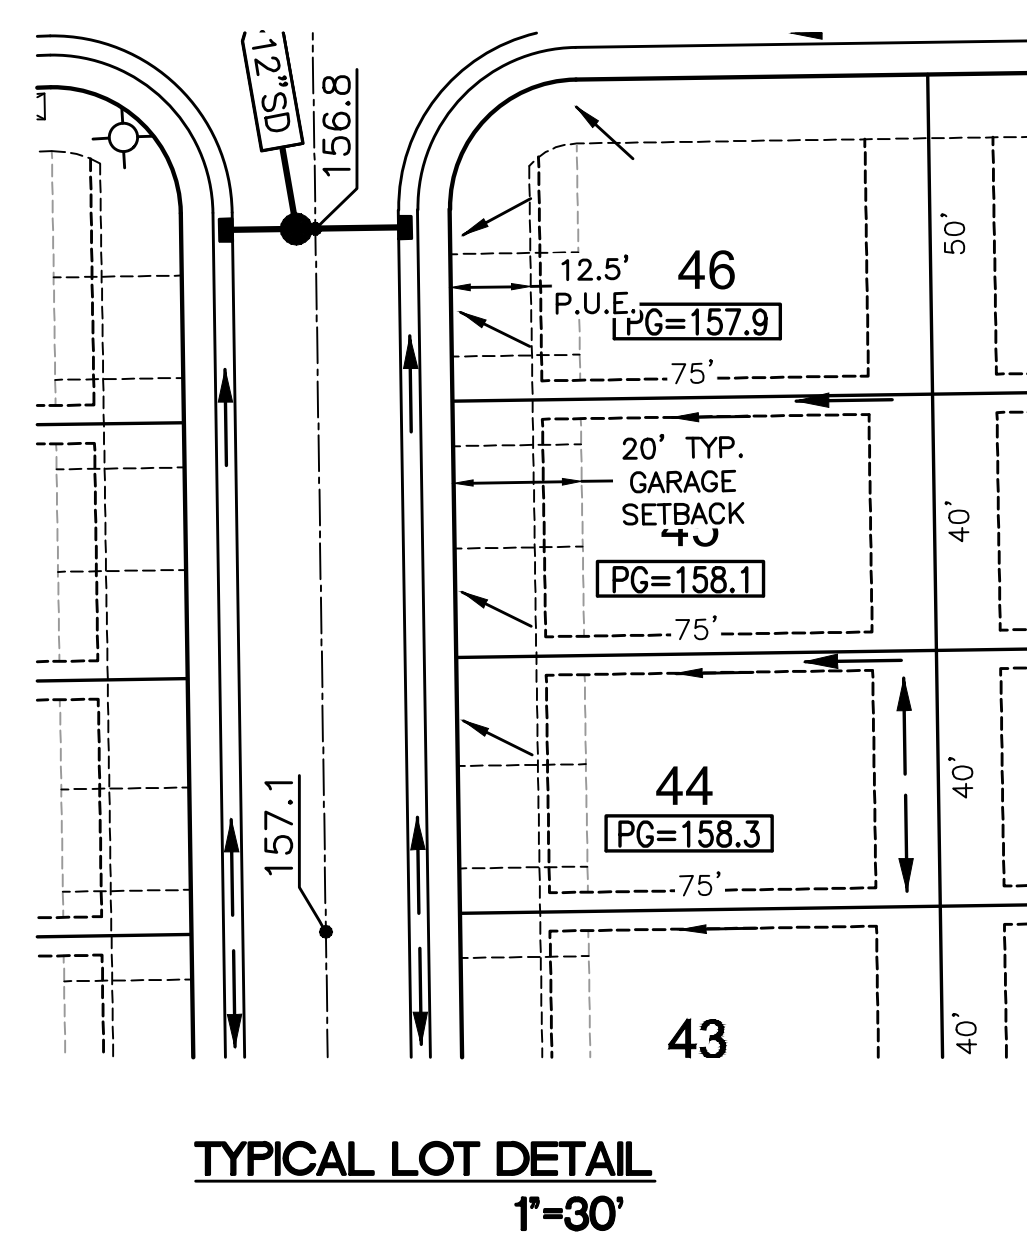 12"SD
156.8
50'
12.5'
P.U.E.
46
PG=157.9
75'
20' TYP.
GARAGE
SETBACK
45
40'
PG=158.1
75'
157.1
44
40'
PG=158.3
75'
43
40'
TYPICAL LOT DETAIL
1"=30'